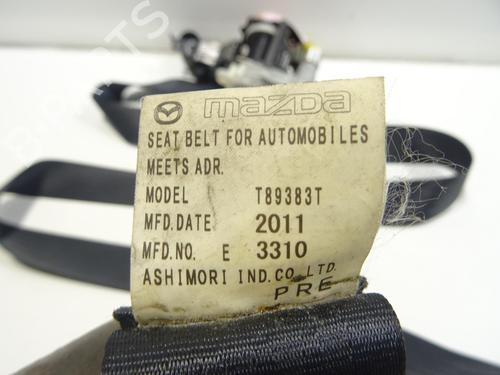 mazda
SEAT BELT FOR AUTOMOBILES
MEETS ADR.
MODEL T89383T
MFD.DATE 2011
MFD.NO. E 3310
ASHIMORI IND.CO.LTD.
PRE